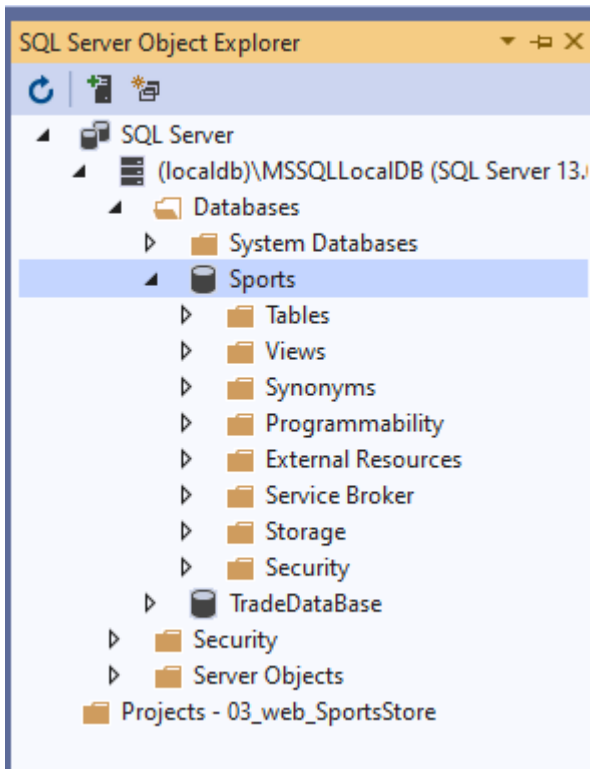 SQL Server Object Explorer
SQL Server
(localdb)\MSSQLLocalDB (SQL Server 13.
Databases
System Databases
Sports
Tables
Views
Synonyms
Programmability
External Resources
Service Broker
Storage
Security
TradeDataBase
Security
Server Objects
Projects - 03_web_SportsStore